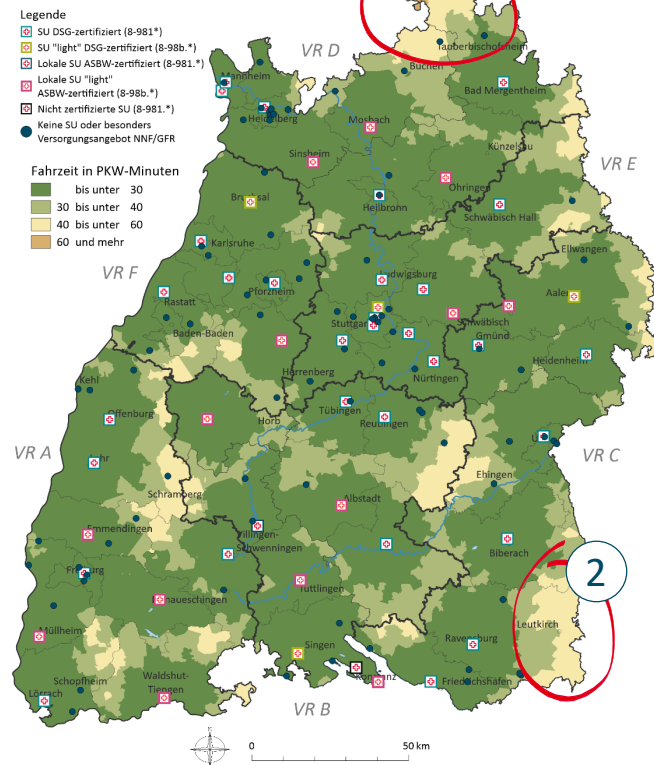 Legende
SU DSG-zertifiziert (8-981*)
SU "light" DSG-zertifiziert (8-98b.*)
Lokale SU ASBW-zertifiziert (8-981.*)
Lokale SU "light"
ASBW-zertifiziert (8-98b.*)
Nicht zertifizierte SU (8-981.*)
Keine SU oder besonders
Versorgungsangebot NNF/GFR
Fahrzeit in PKW-Minuten
bis unter 30
30 bis unter 40
40 bis unter 60
60 und mehr
VR D
Tauberbischofsheim
Buchen
Mannheim
Bad Mergentheim
Heidelberg
Mosbach
Künzelsau
Sinsheim
VR E
Öhringen
Bruchsal
Heilbronn
Schwäbisch Hall
Karlsruhe
Ellwangen
VR F
Ludwigsburg
Pforzheim
Aalen
Rastatt
Stuttgart
Schwäbisch
Gmünd
Baden-Baden
Heidenheim
Herrenberg
Nürtingen
Kehl
Tübingen
Offenburg
Horb
Reutlingen
VR A
Lahr
VR C
Ehingen
Schramberg
Albstadt
Emmendingen
Villingen-
Schwenningen
Biberach
2
Freiburg
Tuttlingen
Donaueschingen
Leutkirch
Müllheim
Ravensburg
Singen
Waldshut-
Tiengen
Schopfheim
Konstanz
Friedrichshafen
Lörrach
VR B
0 50 km